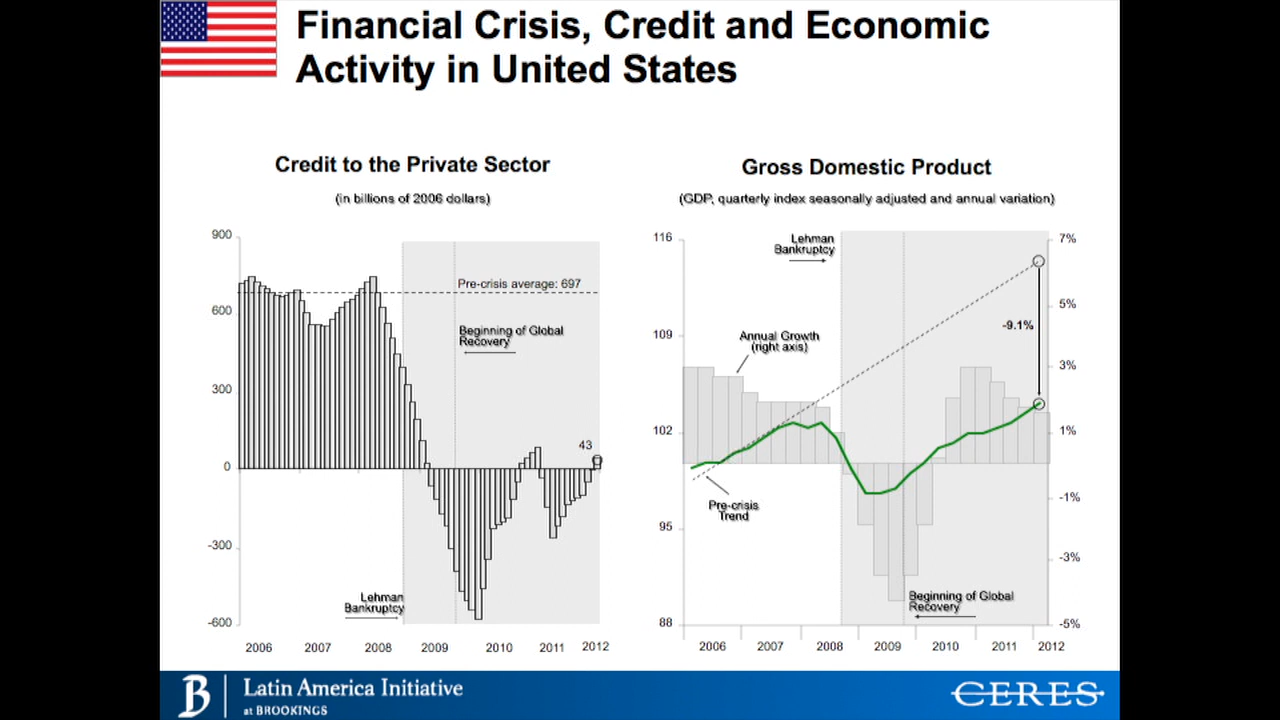 Financial Crisis, Credit and Economic
Activity in United States
Credit to the Private Sector
(in billions of 2006 dollars)
900
600
300
0
-300
-600
Pre-crisis average: 697
Beginning of Global
Recovery
43
Lehman
Bankruptcy
2006 2007 2008 2009 2010 2011 2012
Gross Domestic Product
(GDP, quarterly index seasonally adjusted and annual variation)
116
109
102
95
88
Lehman
Bankruptcy
Annual Growth
(right axis)
-9.1%
Pre-crisis
Trend
Beginning of Global
Recovery
7%
5%
3%
1%
-1%
-3%
-5%
2006 2007 2008 2009 2010 2011 2012
B
Latin America Initiative
at BROOKINGS
CERES